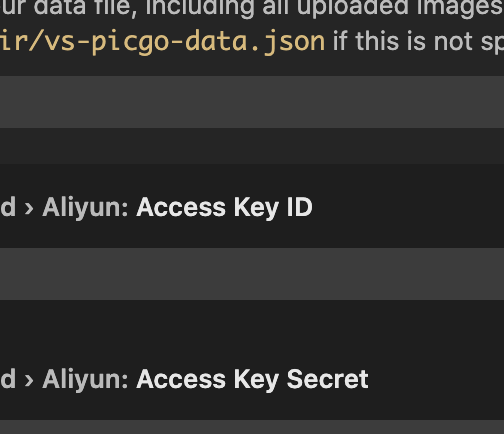 ur data file, including all uploaded images
ir/vs-picgo-data.json if this is not sp
d › Aliyun: Access Key ID
d › Aliyun: Access Key Secret